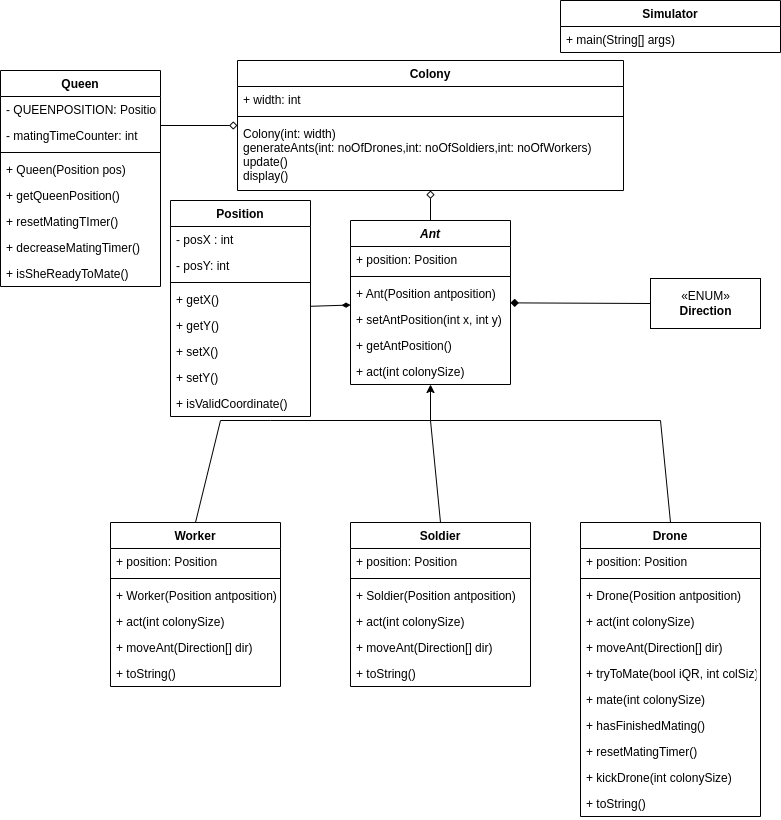 Simulator
+ main(String[] args)
Colony
+ width: int
Colony(int: width)
generateAnts(int: noOfDrones,int: noOfSoldiers,int: noOfWorkers)
update()
display()
Queen
- QUEENPOSITION: Positio
- matingTimeCounter: int
+ Queen(Position pos)
+ getQueenPosition()
+ resetMatingTImer()
+ decreaseMatingTimer()
+ isSheReadyToMate()
Position
- posX : int
- posY: int
+ getX()
+ getY()
+ setX()
+ setY()
+ isValidCoordinate()
Ant
+ position: Position
+ Ant(Position antposition)
+ setAntPosition(int x, int y)
+ getAntPosition()
+ act(int colonySize)
«ENUM»
Direction
Worker
+ position: Position
+ Worker(Position antposition)
+ act(int colonySize)
+ moveAnt(Direction[] dir)
+ toString()
Soldier
+ position: Position
+ Soldier(Position antposition)
+ act(int colonySize)
+ moveAnt(Direction[] dir)
+ toString()
Drone
+ position: Position
+ Drone(Position antposition)
+ act(int colonySize)
+ moveAnt(Direction[] dir)
+ tryToMate(bool iQR, int colSiz
+ mate(int colonySize)
+ hasFinishedMating()
+ resetMatingTimer()
+ kickDrone(int colonySize)
+ toString()